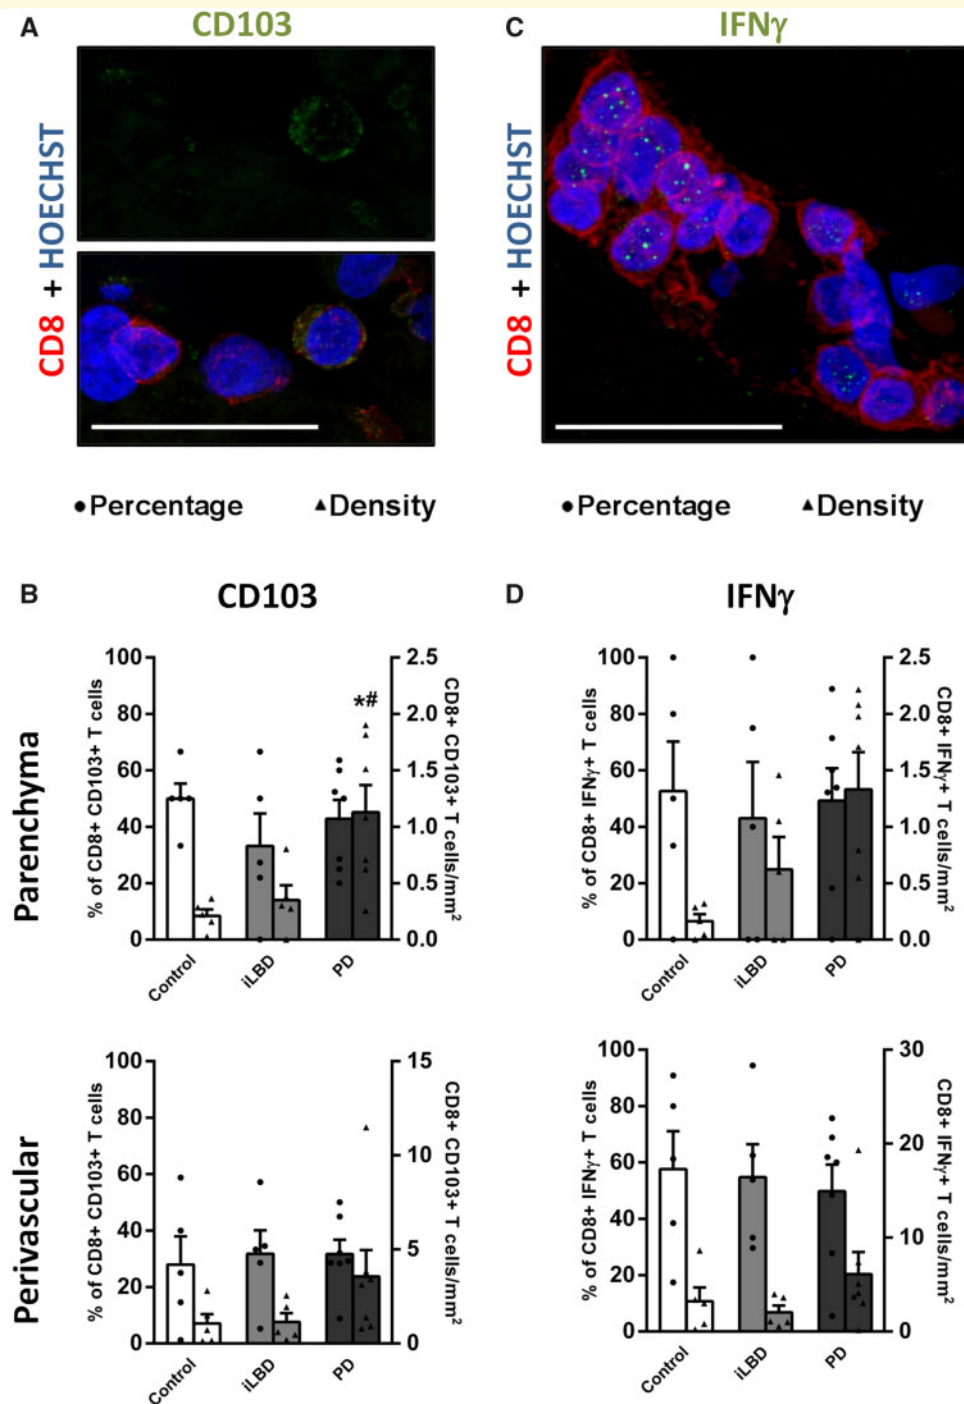 A
CD103
CD8 + HOECHST
C
IFNγ
CD8 + HOECHST
•Percentage ▲Density
•Percentage ▲Density
B
CD103
Parenchyma
% of CD8+ CD103+ T cells
100
80
60
40
20
0
*#
2.5
2.0
1.5
1.0
0.5
0.0
CD8+ CD103+ T cells/mm²
Control
iLBD
PD
Perivascular
% of CD8+ CD103+ T cells
100
80
60
40
20
0
15
10
5
0
CD8+ CD103+ T cells/mm²
Control
iLBD
PD
D
IFNγ
% of CD8+ IFNγ+ T cells
100
80
60
40
20
0
2.5
2.0
1.5
1.0
0.5
0.0
CD8+ IFNγ+ T cells/mm²
Control
iLBD
PD
% of CD8+ IFNγ+ T cells
100
80
60
40
20
0
30
20
10
0
CD8+ IFNγ+ T cells/mm²
Control
iLBD
PD